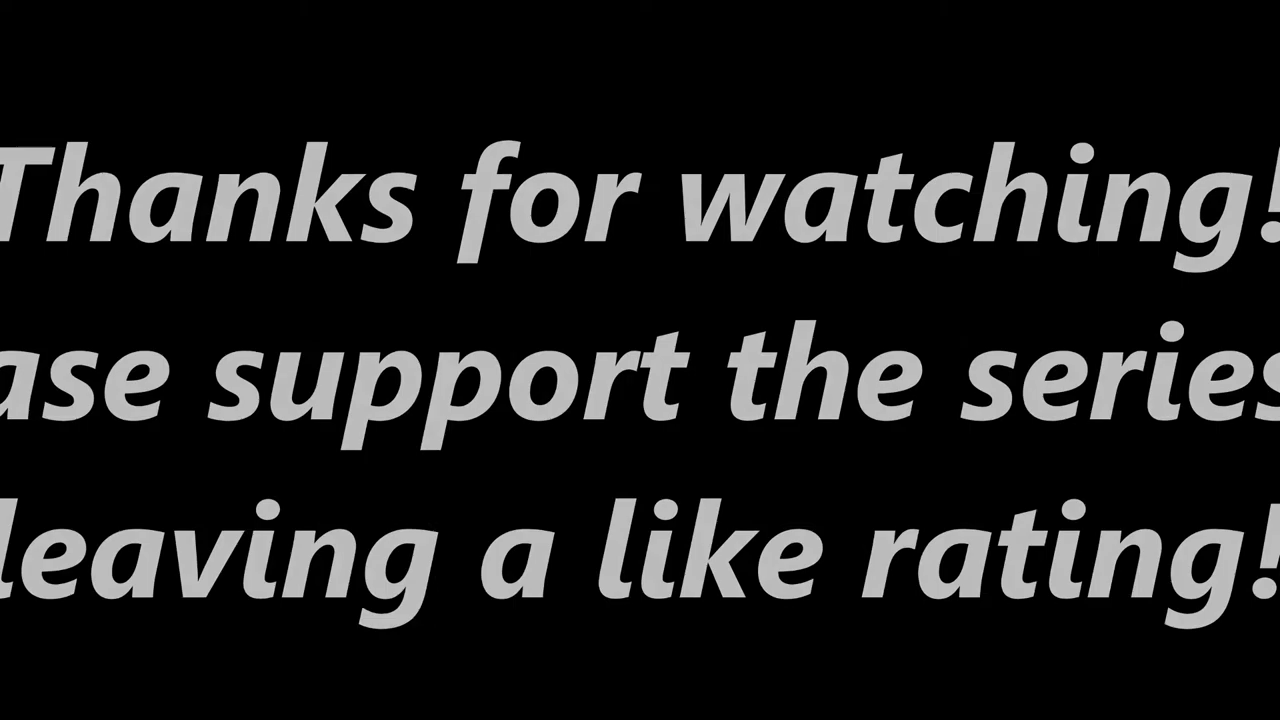 Thanks for watching!
ase support the series
leaving a like rating!